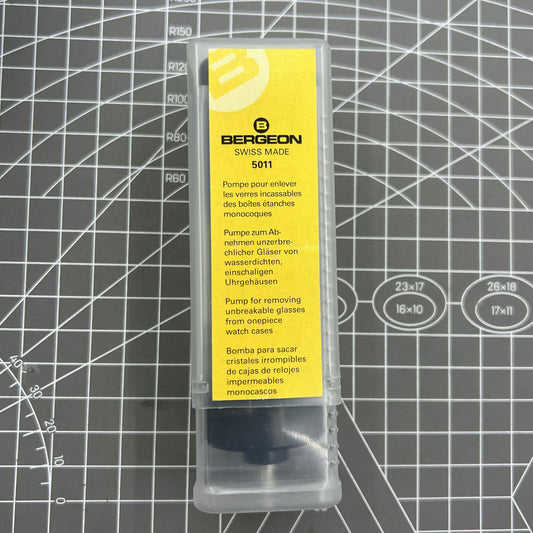 R150
R120
R100
R80
R60
B
B
BERGEON
SWISS MADE
5011
Pompe pour enlever
les verres incassables
des boîtes étanches
monocoques
Pumpe zum Ab-
nehmen unzerbre-
chlicher Gläser von
wasserdichten,
einschaligen
Uhrgehäusen
Pump for removing
unbreakable glasses
from onepiece
watch cases
Bomba para sacar
cristales irrompibles
de cajas de relojes
impermeables
monocascos
23×17
16×10
26×18
17×11
40
30
20
10
0